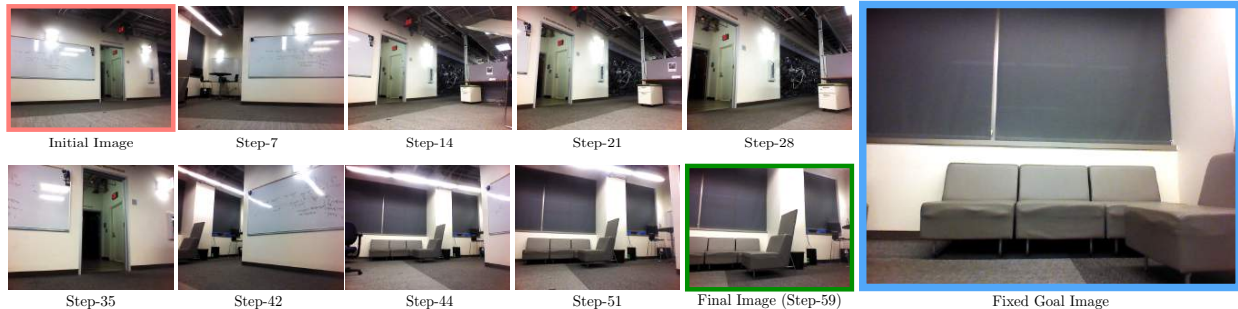 Initial Image
Step-7
Step-14
Step-21
Step-28
Step-35
Step-42
Step-44
Step-51
Final Image (Step-59)
Fixed Goal Image